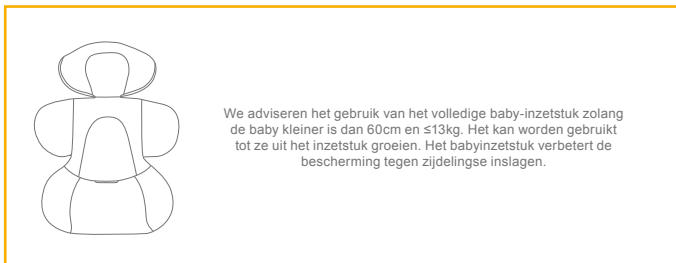 We adviseren het gebruik van het volledige baby-inzetstuk zolang
de baby kleiner is dan 60cm en ≤13kg. Het kan worden gebruikt
tot ze uit het inzetstuk groeien. Het babyinzetstuk verbetert de
bescherming tegen zijdelingse inslagen.